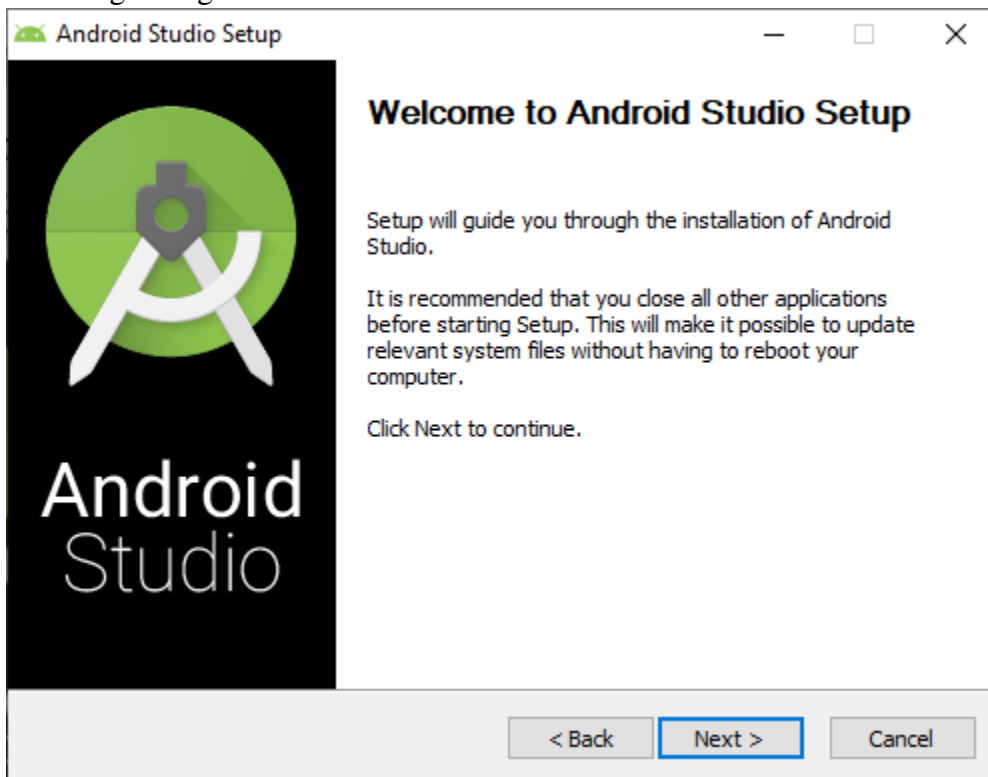 Android Studio Setup
Welcome to Android Studio Setup
Setup will guide you through the installation of Android
Studio.
It is recommended that you close all other applications
before starting Setup. This will make it possible to update
relevant system files without having to reboot your
computer.
Click Next to continue.
Android
Studio
< Back
Next >
Cancel